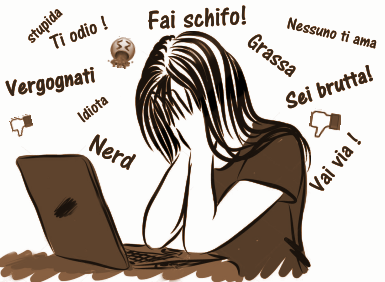 stupida
Ti odio !
Fai schifo!
Nessuno ti ama
Grassa
Vergognati
Sei brutta!
Idiota
Nerd
Vai via !